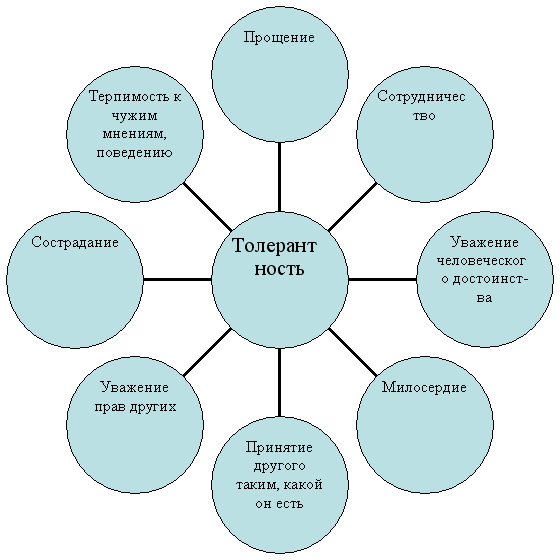 Прощение
Терпимость к
чужим
мнениям,
поведению
Сотрудничес
тво
Сострадание
Толерант
ность
Уважение
человеческог
о достоинст-
ва
Уважение
прав других
Милосердие
Принятие
другого
таким, какой
он есть